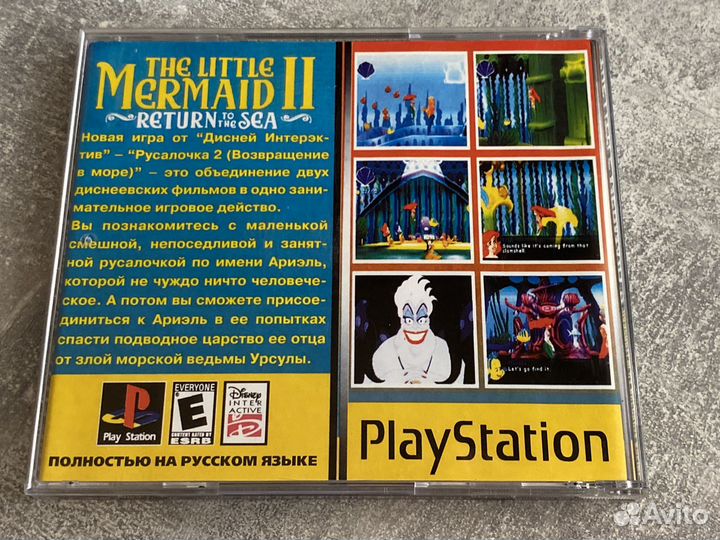 THE LITTLE
MERMAID II
RETURN TO THE SEA
Новая игра от “Дисней Интерэк-
тив” – “Русалочка 2 (Возвращение
в море)” – это объединение двух
диснеевских фильмов в одно зани-
мательное игровое действо.
Вы познакомитесь с маленькой
смешной, непоседливой и занят-
ной русалочкой по имени Ариэль,
которой не чуждо ничто человече-
ское. А потом вы сможете присое-
диниться к Ариэль в ее попытках
спасти подводное царство ее отца
от злой морской ведьмы Урсулы.
Play Station
EVERYONE
E
CONTENT RATED BY
ESRB
DISNEY
INTER
ACTIVE
ПОЛНОСТЬЮ НА РУССКОМ ЯЗЫКЕ
Sounds like it's coming from that
clamshell.
Let's go find it.
PlayStation
Avito